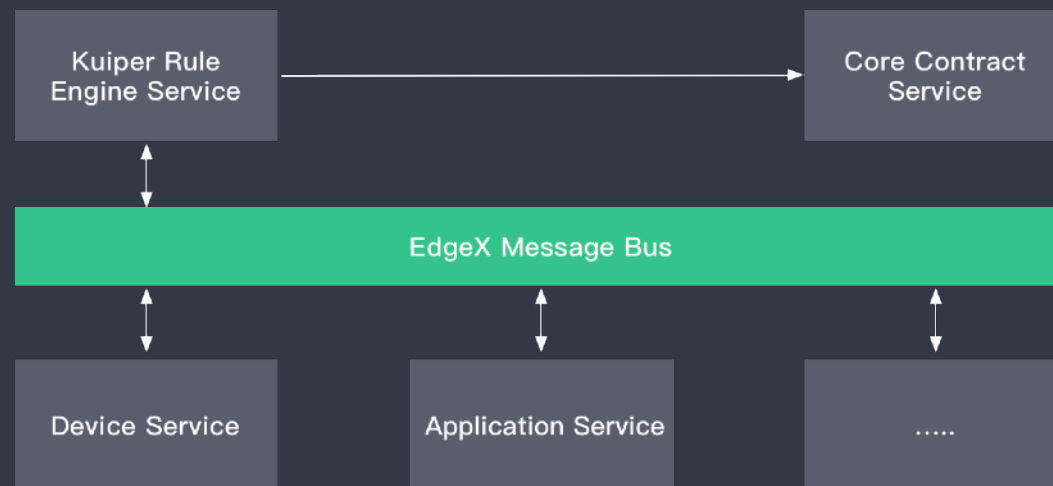 Kuiper Rule
Engine Service
Core Contract
Service
EdgeX Message Bus
Device Service
Application Service
.....